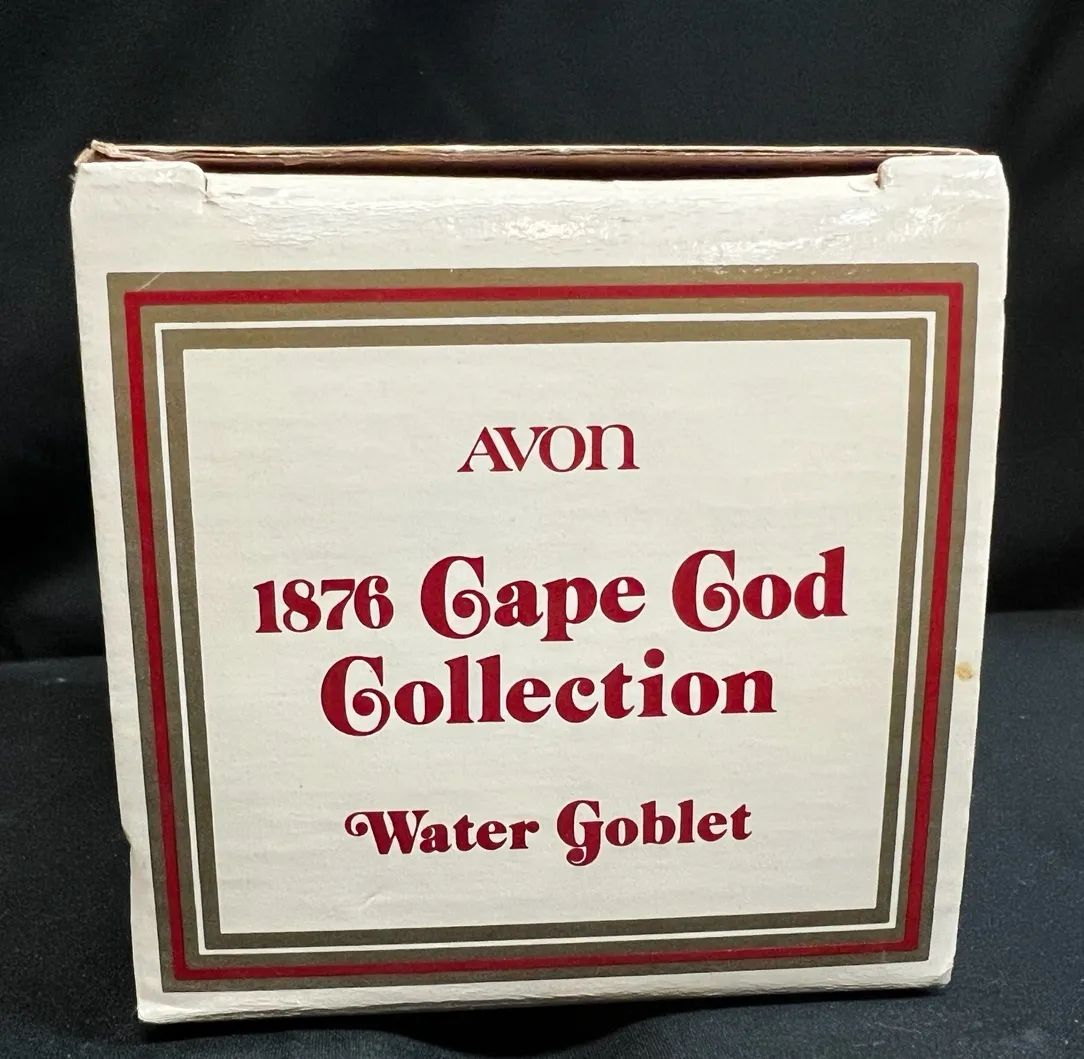 AVON
1876 Cape Cod
Collection
Water Goblet